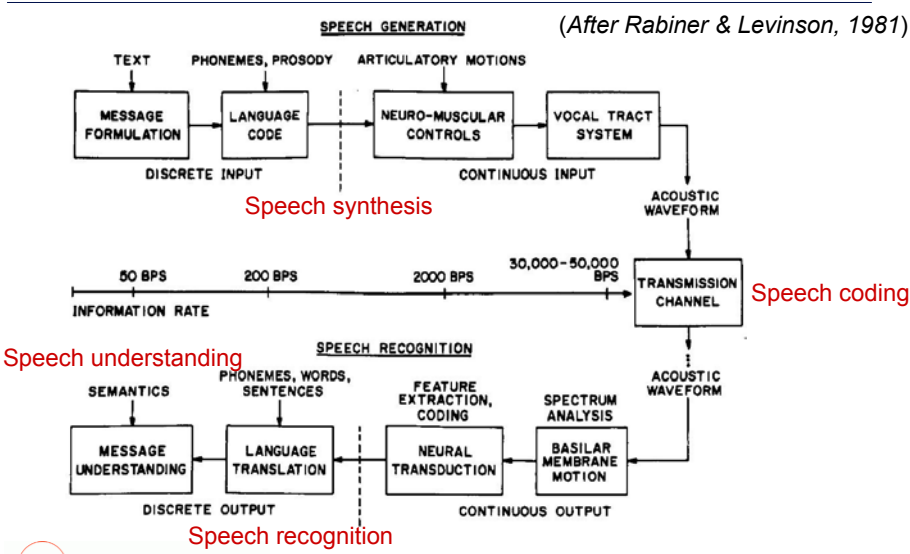 SPEECH GENERATION
(After Rabiner & Levinson, 1981)
TEXT
PHONEMES, PROSODY
ARTICULATORY MOTIONS
MESSAGE
FORMULATION
LANGUAGE
CODE
NEURO-MUSCULAR
CONTROLS
VOCAL TRACT
SYSTEM
DISCRETE INPUT
CONTINUOUS INPUT
Speech synthesis
ACOUSTIC
WAVEFORM
50 BPS
200 BPS
2000 BPS
30,000-50,000
BPS
INFORMATION RATE
TRANSMISSION
CHANNEL
Speech coding
SPEECH RECOGNITION
Speech understanding
SEMANTICS
PHONEMES, WORDS,
SENTENCES
FEATURE
EXTRACTION,
CODING
SPECTRUM
ANALYSIS
ACOUSTIC
WAVEFORM
MESSAGE
UNDERSTANDING
LANGUAGE
TRANSLATION
NEURAL
TRANSDUCTION
BASILAR
MEMBRANE
MOTION
DISCRETE OUTPUT
CONTINUOUS OUTPUT
Speech recognition